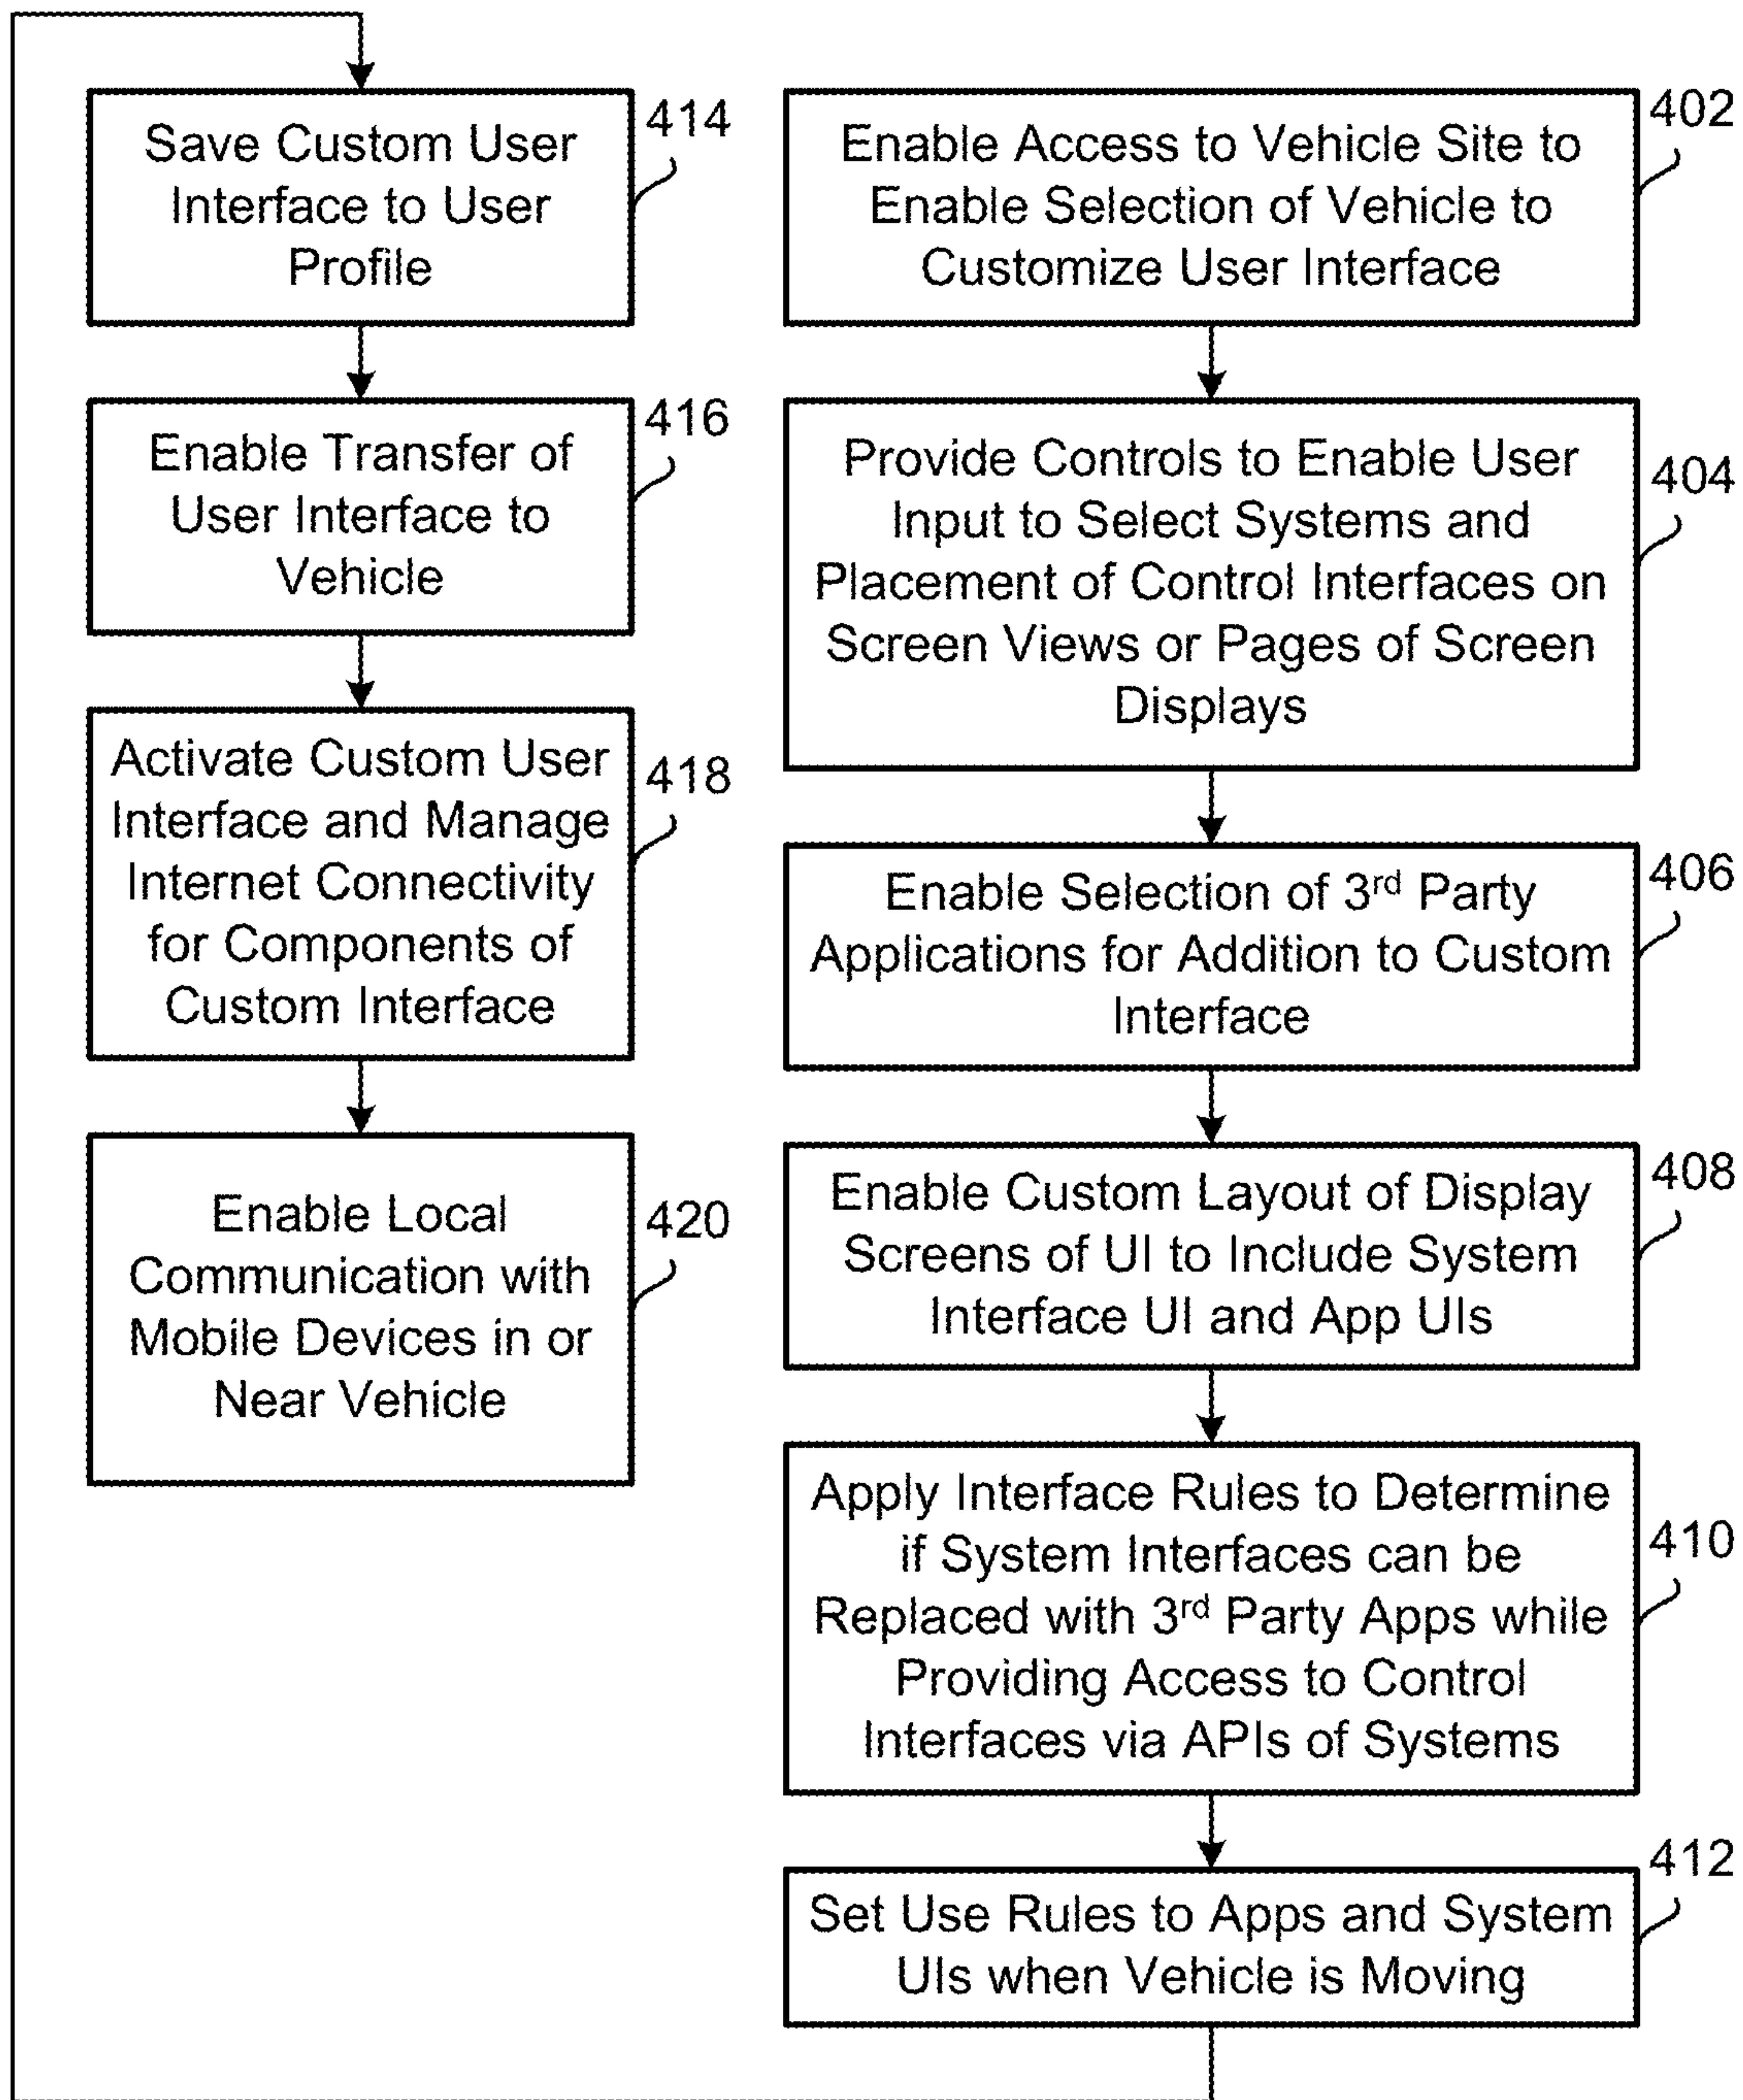 414
Save Custom User
Interface to User
Profile
416
Enable Transfer of
User Interface to
Vehicle
418
Activate Custom User
Interface and Manage
Internet Connectivity
for Components of
Custom Interface
420
Enable Local
Communication with
Mobile Devices in or
Near Vehicle
402
Enable Access to Vehicle Site to
Enable Selection of Vehicle to
Customize User Interface
404
Provide Controls to Enable User
Input to Select Systems and
Placement of Control Interfaces on
Screen Views or Pages of Screen
Displays
406
Enable Selection of 3rd Party
Applications for Addition to Custom
Interface
408
Enable Custom Layout of Display
Screens of UI to Include System
Interface UI and App UIs
410
Apply Interface Rules to Determine
if System Interfaces can be
Replaced with 3rd Party Apps while
Providing Access to Control
Interfaces via APIs of Systems
412
Set Use Rules to Apps and System
UIs when Vehicle is Moving